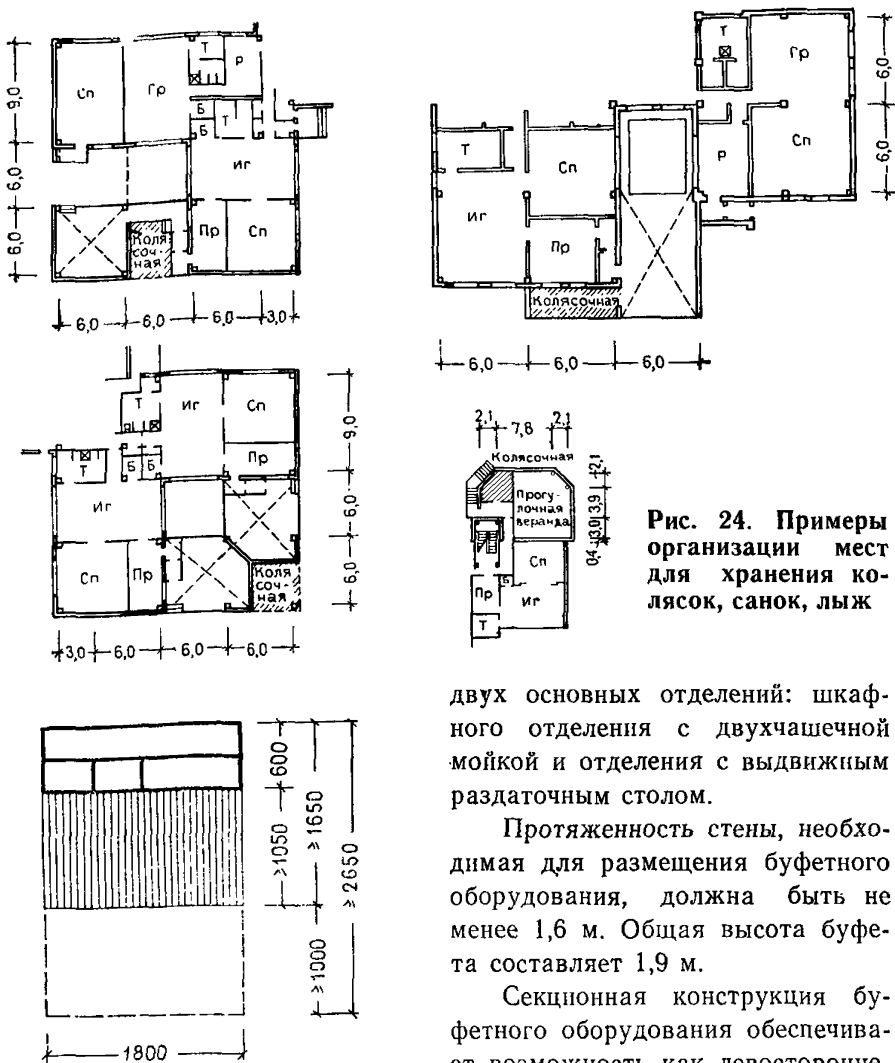 9,0
6,0
6,0
Сп
Гр
Т
Р
Б
Б
Т
Иг
Пр
Сп
Коля
соч-
ная
6,0
6,0
6,0
3,0
Т
Гр
Сп
Р
6,0
6,0
Т
Сп
Иг
Пр
Колясочная
6,0
6,0
6,0
Т
Иг
Сп
Пр
Т
Б
Б
Иг
Сп
Пр
Коля
соч-
ная
9,0
6,0
6,0
3,0
6,0
6,0
6,0
2,1
7,8
2,1
Колясочная
Прогу-
лочная
веранда
2,1
3,9
3,0
0,4
Сп
Б
Пр
Иг
Т
Рис. 24. Примеры
организации мест
для хранения ко-
лясок, санок, лыж
600
≥1050
≥1650
≥2650
≥1000
1800
двух основных отделений: шкаф-
ного отделения с двухчашечной
мойкой и отделения с выдвижным
раздаточным столом.
Протяженность стены, необхо-
димая для размещения буфетного
оборудования, должна быть не
менее 1,6 м. Общая высота буфе-
та составляет 1,9 м.
Секционная конструкция бу-
фетного оборудования обеспечива-
ет возможность как левосторонне-